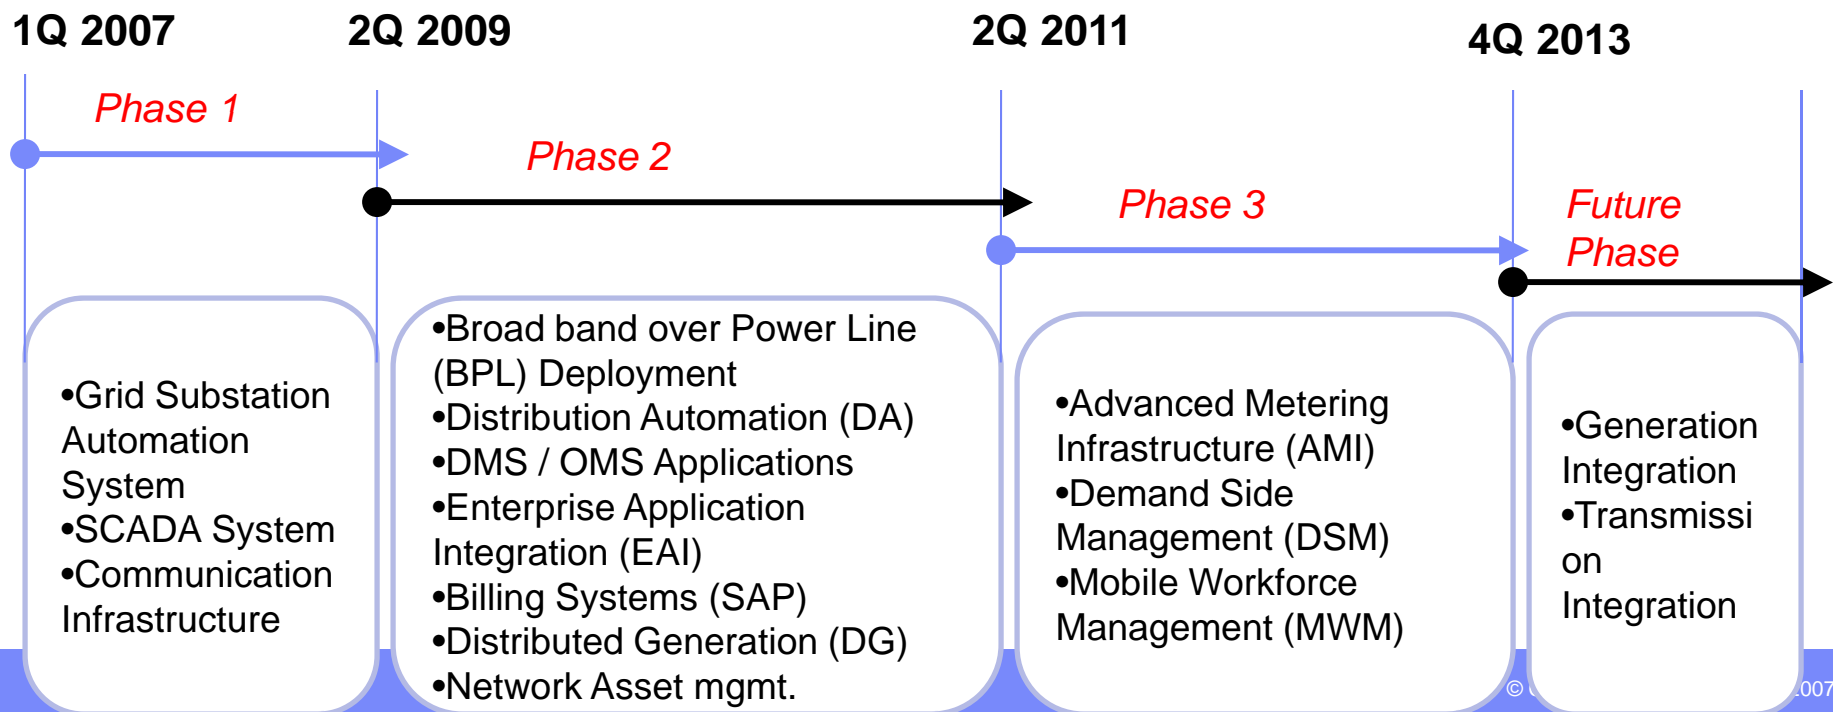 1Q 2007
2Q 2009
2Q 2011
4Q 2013
Phase 1
Phase 2
Phase 3
Future
Phase
•Grid Substation
Automation
System
•SCADA System
•Communication
Infrastructure
•Broad band over Power Line
(BPL) Deployment
•Distribution Automation (DA)
•DMS / OMS Applications
•Enterprise Application
Integration (EAI)
•Billing Systems (SAP)
•Distributed Generation (DG)
•Network Asset mgmt.
•Advanced Metering
Infrastructure (AMI)
•Demand Side
Management (DSM)
•Mobile Workforce
Management (MWM)
•Generation
Integration
•Transmissi
on
Integration
©